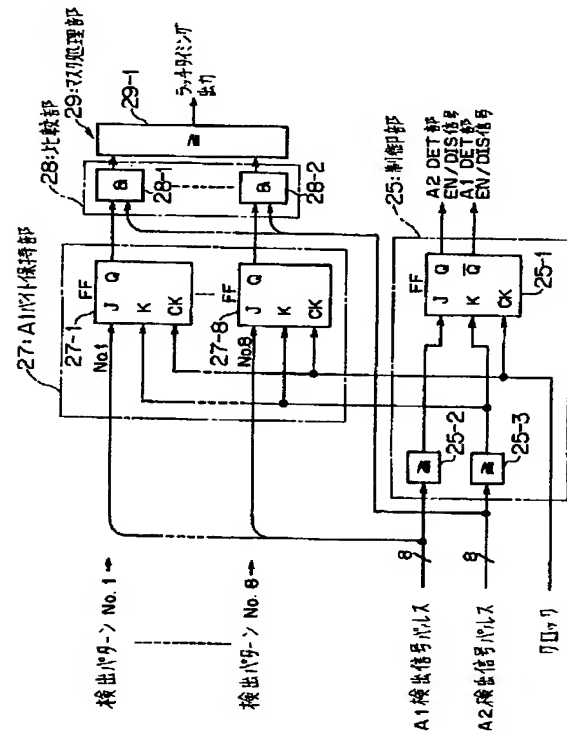 29:マスク処理部
28:比較部
29-1
ラッチタイミング
出力
28-1
28-2
27:A1バイト保持部
27-1
FF
J
Q
K
CK
No.1
27-8
FF
J
Q
K
CK
No.8
検出パターン No.1→
検出パターン No.8→
25:制御部
A2 DET部
EN/DIS信号
A1 DET部
EN/DIS信号
FF
J
Q
K
Q̅
CK
25-1
25-2
25-3
8
8
A1検出信号パルス
A2検出信号パルス
クロック